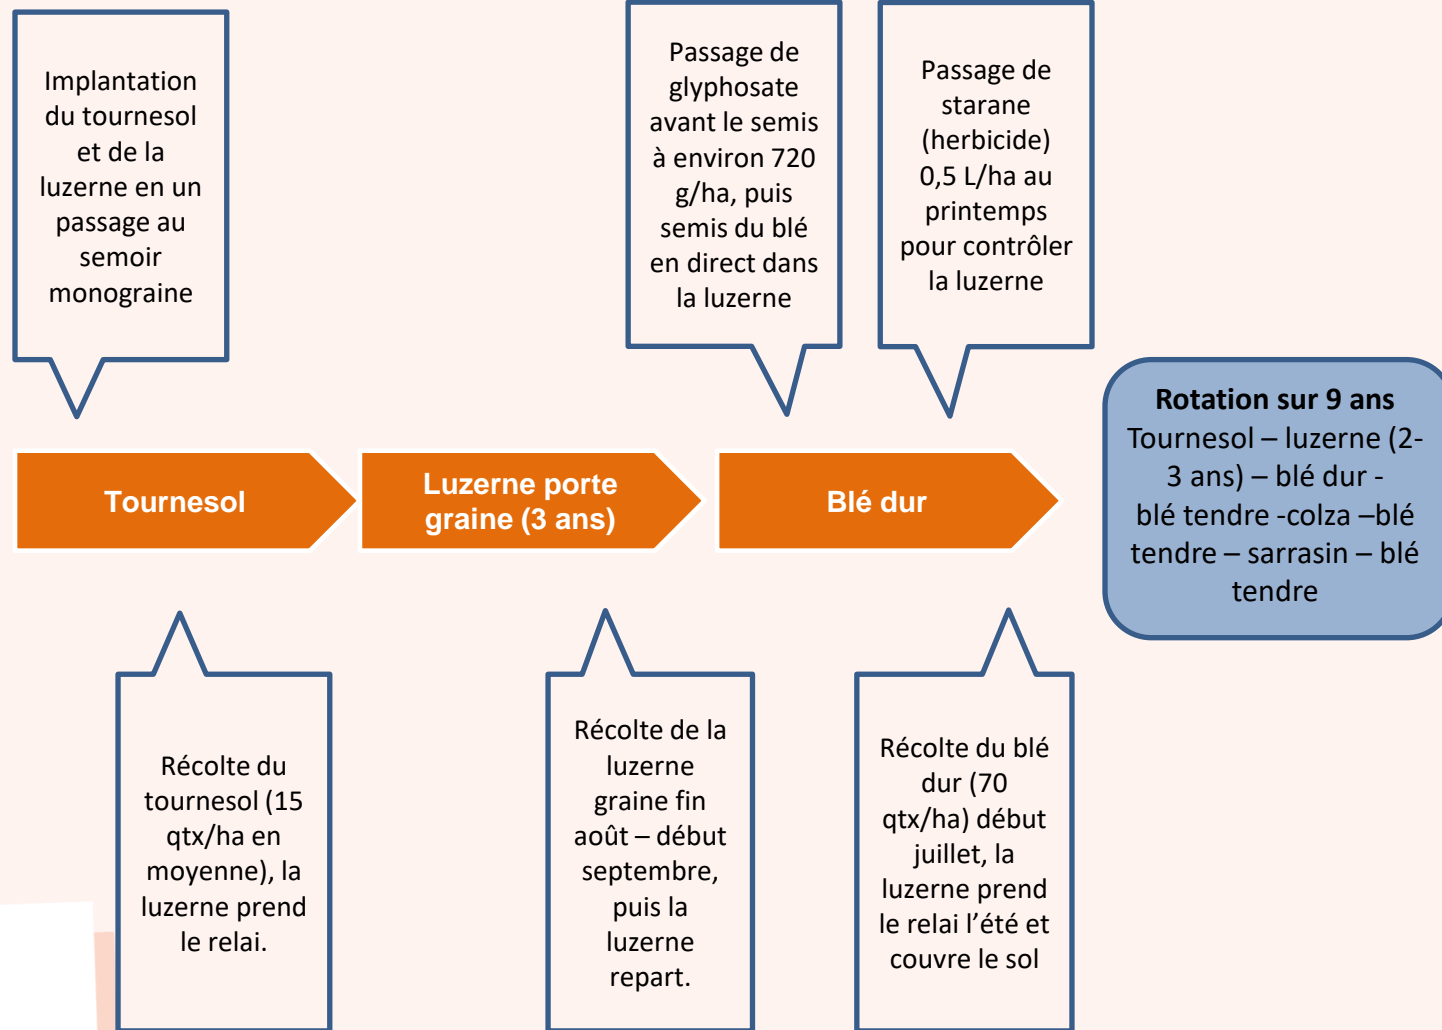 Implantation
du tournesol
et de la
luzerne en un
passage au
semoir
monograine
Passage de
glyphosate
avant le semis
à environ 720
g/ha, puis
semis du blé
en direct dans
la luzerne
Passage de
starane
(herbicide)
0,5 L/ha au
printemps
pour contrôler
la luzerne
Tournesol
Luzerne porte
graine (3 ans)
Blé dur
Rotation sur 9 ans
Tournesol – luzerne (2-
3 ans) – blé dur -
blé tendre -colza –blé
tendre – sarrasin – blé
tendre
Récolte du
tournesol (15
qtx/ha en
moyenne), la
luzerne prend
le relai.
Récolte de la
luzerne
graine fin
août – début
septembre,
puis la
luzerne
repart.
Récolte du blé
dur (70
qtx/ha) début
juillet, la
luzerne prend
le relai l’été et
couvre le sol